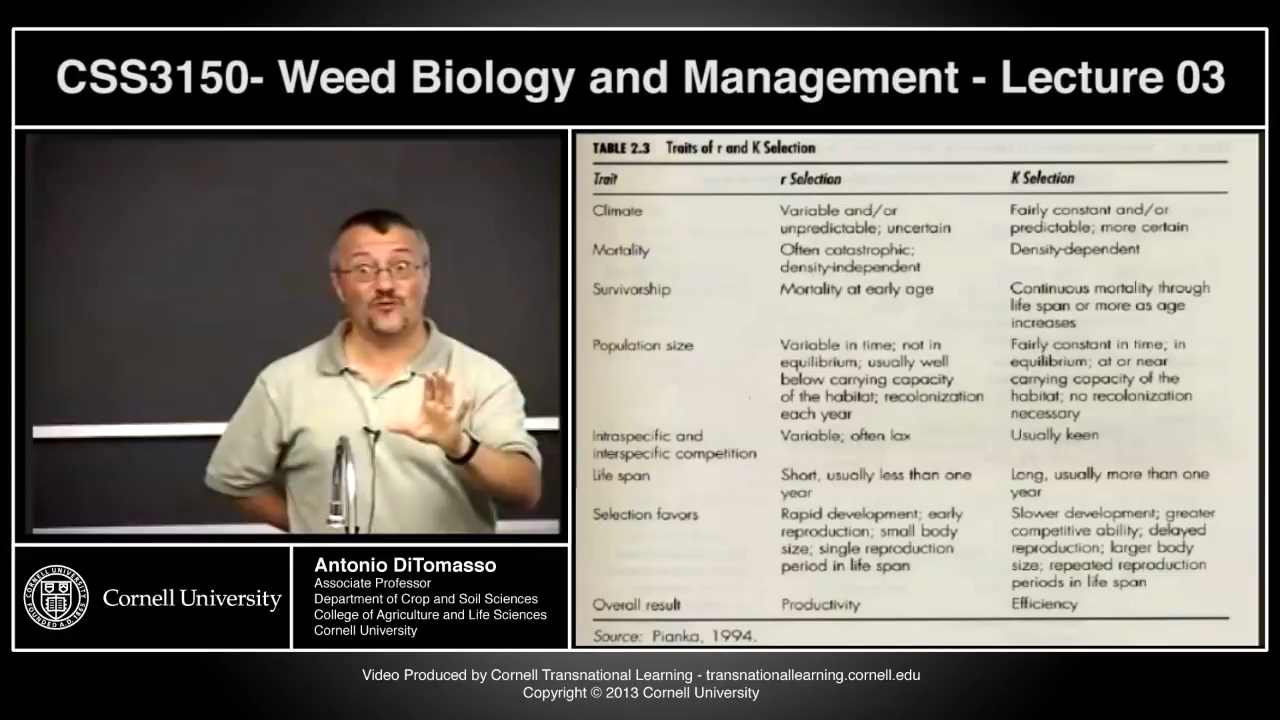 CSS3150- Weed Biology and Management - Lecture 03
TABLE 2.3 Traits of r and K Selection
Trait r Selection K Selection
Climate Variable and/or unpredictable; uncertain Fairly constant and/or predictable; more certain
Mortality Often catastrophic; density-independent Density-dependent
Survivorship Mortality at early age Continuous mortality through life span or more as age increases
Population size Variable in time; not in equilibrium; usually well below carrying capacity of the habitat; recolonization each year Fairly constant in time; in equilibrium; at or near carrying capacity of the habitat; no recolonization necessary
Intraspecific and interspecific competition Variable; often lax Usually keen
Life span Short, usually less than one year Long, usually more than one year
Selection favors Rapid development; early reproduction; small body size; single reproduction period in life span Slower development; greater competitive ability; delayed reproduction; larger body size; repeated reproduction periods in life span
Overall result Productivity Efficiency
Source: Pianka, 1994.
Cornell University
Antonio DiTomasso
Associate Professor
Department of Crop and Soil Sciences
College of Agriculture and Life Sciences
Cornell University
Video Produced by Cornell Transnational Learning - transnationallearning.cornell.edu
Copyright © 2013 Cornell University